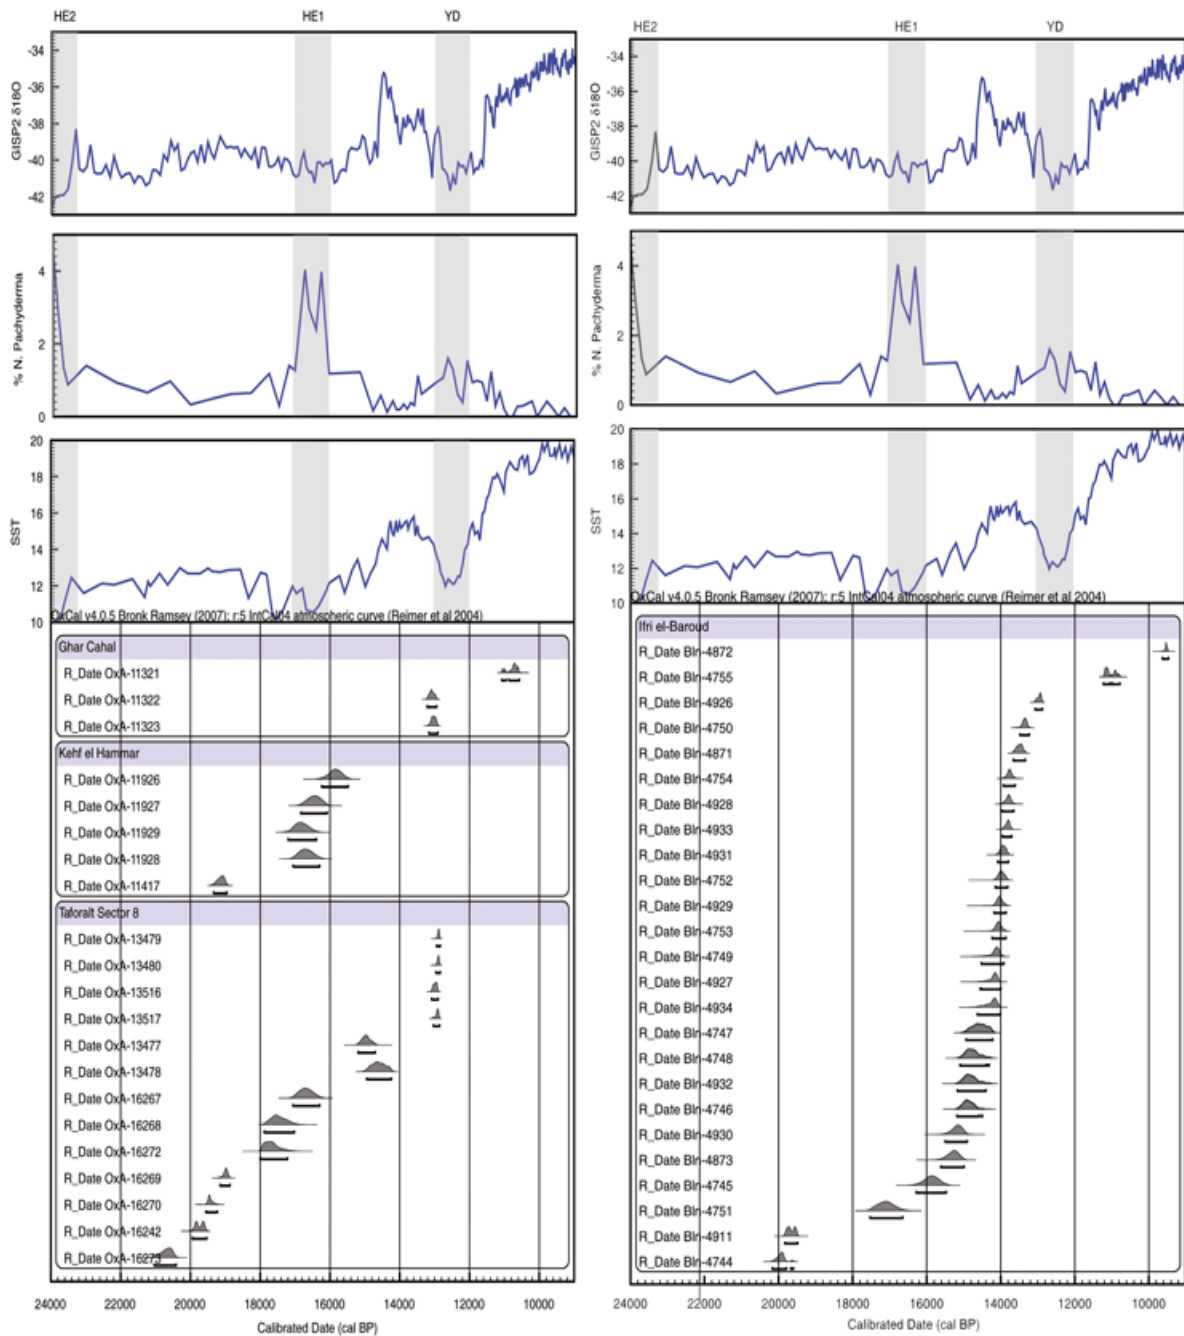 HE2 HE1 YD
-34
-36
-38
-40
-42
GISP2 δ18O
4
2
0
% N. Pachyderma
20
18
16
14
12
10
SST
OxCal v4.0.5 Bronk Ramsey (2007); r:5 IntCal04 atmospheric curve (Reimer et al 2004)
Ghar Cahal
R_Date OxA-11321
R_Date OxA-11322
R_Date OxA-11323
Kehf el Hammar
R_Date OxA-11926
R_Date OxA-11927
R_Date OxA-11929
R_Date OxA-11928
R_Date OxA-11417
Taforalt Sector 8
R_Date OxA-13479
R_Date OxA-13480
R_Date OxA-13516
R_Date OxA-13517
R_Date OxA-13477
R_Date OxA-13478
R_Date OxA-16267
R_Date OxA-16268
R_Date OxA-16272
R_Date OxA-16269
R_Date OxA-16270
R_Date OxA-16242
R_Date OxA-16273
24000 22000 20000 18000 16000 14000 12000 10000
Calibrated Date (cal BP)
HE2 HE1 YD
-34
-36
-38
-40
-42
GISP2 δ18O
4
2
0
% N. Pachyderma
20
18
16
14
12
10
SST
OxCal v4.0.5 Bronk Ramsey (2007); r:5 IntCal04 atmospheric curve (Reimer et al 2004)
Ifri el-Baroud
R_Date Bln-4872
R_Date Bln-4755
R_Date Bln-4926
R_Date Bln-4750
R_Date Bln-4871
R_Date Bln-4754
R_Date Bln-4928
R_Date Bln-4933
R_Date Bln-4931
R_Date Bln-4752
R_Date Bln-4929
R_Date Bln-4753
R_Date Bln-4749
R_Date Bln-4927
R_Date Bln-4934
R_Date Bln-4747
R_Date Bln-4748
R_Date Bln-4932
R_Date Bln-4746
R_Date Bln-4930
R_Date Bln-4873
R_Date Bln-4745
R_Date Bln-4751
R_Date Bln-4911
R_Date Bln-4744
24000 22000 20000 18000 16000 14000 12000 10000
Calibrated Date (cal BP)